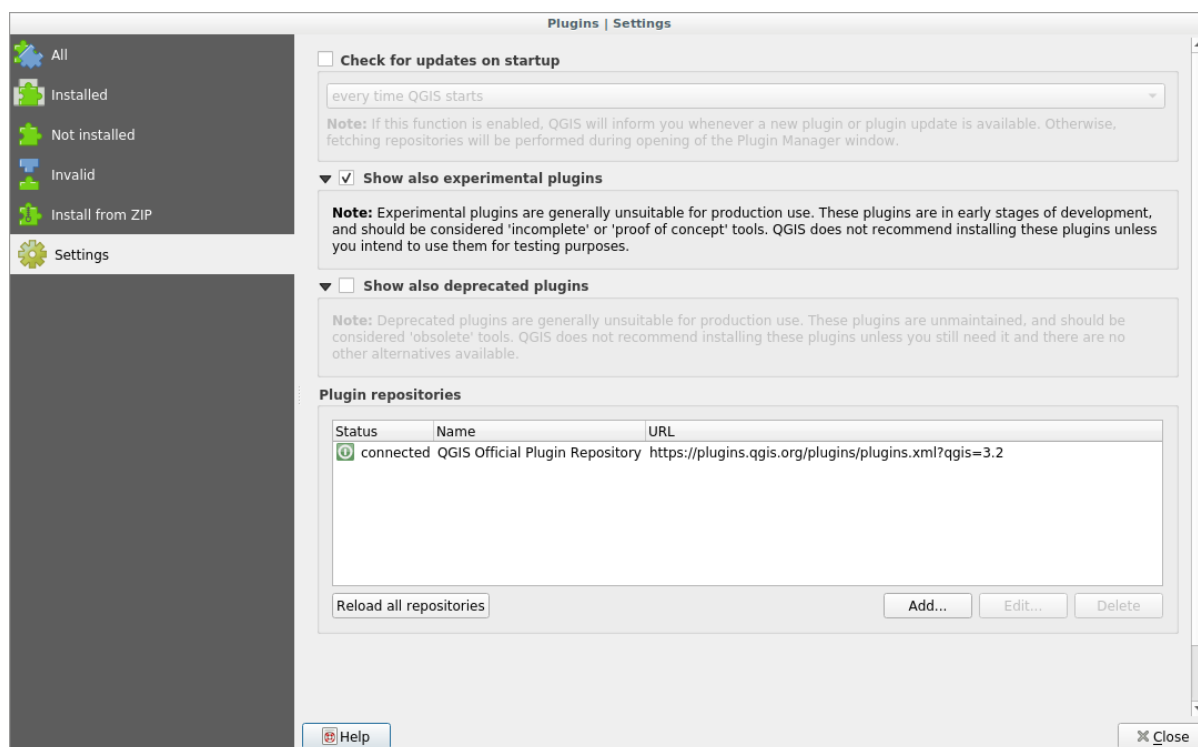 Plugins | Settings
All
Installed
Not installed
Invalid
Install from ZIP
Settings
Check for updates on startup
every time QGIS starts
Note: If this function is enabled, QGIS will inform you whenever a new plugin or plugin update is available. Otherwise,
fetching repositories will be performed during opening of the Plugin Manager window.
Show also experimental plugins
Note: Experimental plugins are generally unsuitable for production use. These plugins are in early stages of development,
and should be considered 'incomplete' or 'proof of concept' tools. QGIS does not recommend installing these plugins unless
you intend to use them for testing purposes.
Show also deprecated plugins
Note: Deprecated plugins are generally unsuitable for production use. These plugins are unmaintained, and should be
considered 'obsolete' tools. QGIS does not recommend installing these plugins unless you still need it and there are no
other alternatives available.
Plugin repositories
Status Name URL
connected QGIS Official Plugin Repository https://plugins.qgis.org/plugins/plugins.xml?qgis=3.2
Reload all repositories Add... Edit... Delete
Help Close